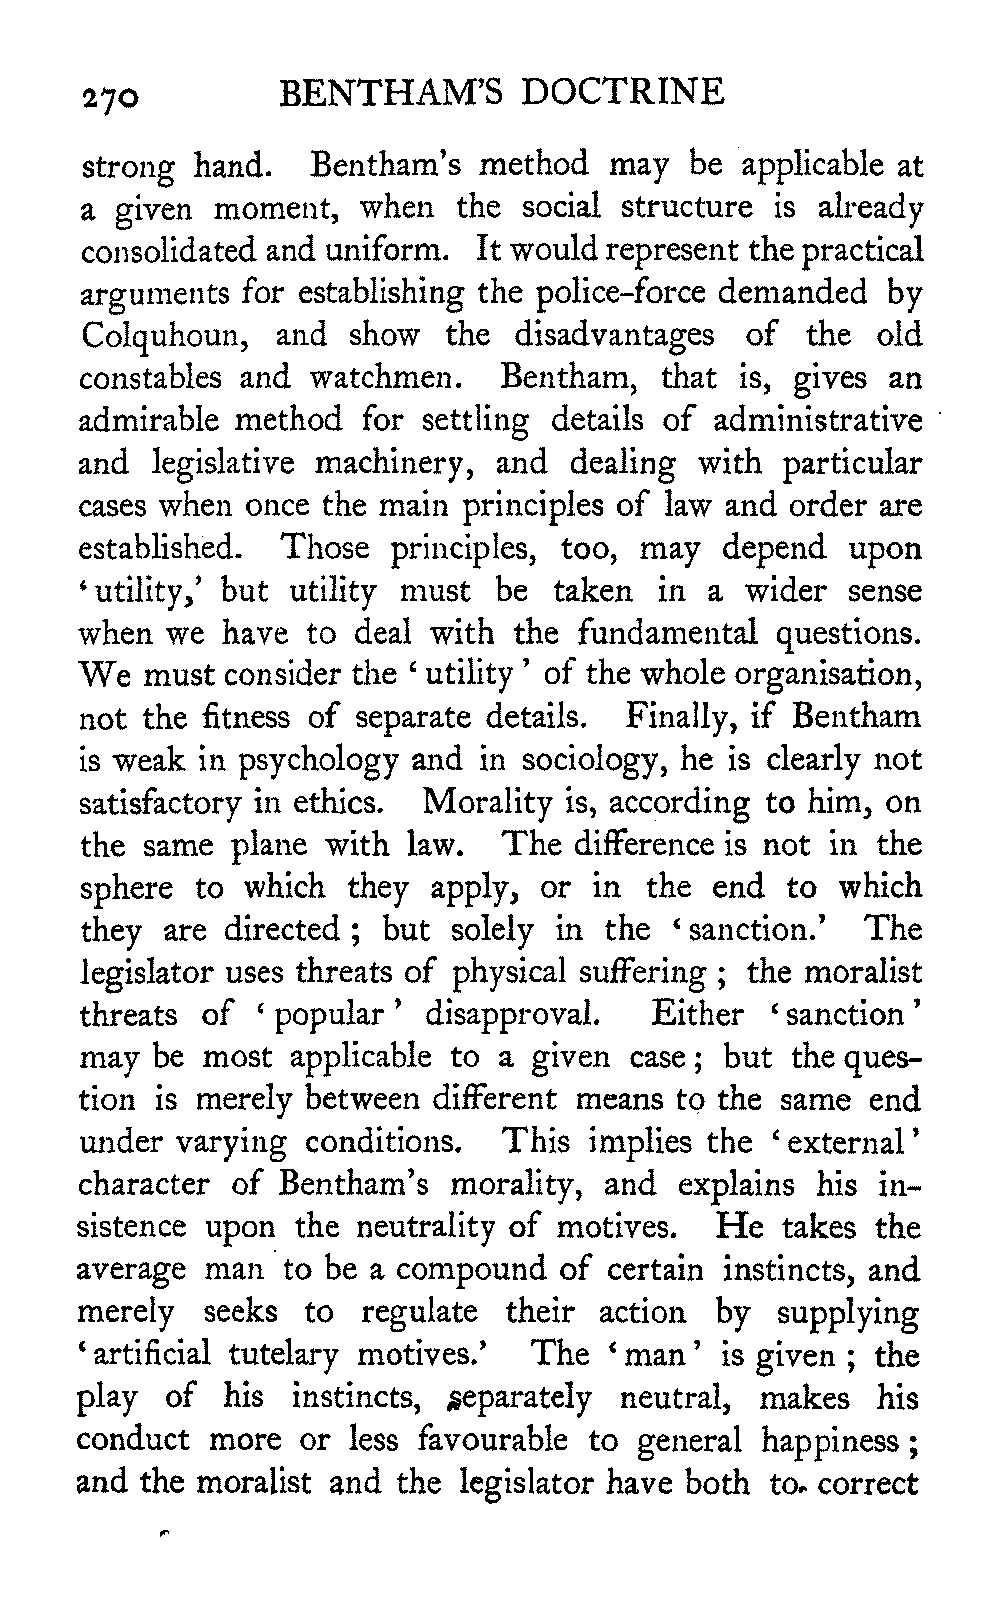 270 BENTHAM'S DOCTRINE
strong hand. Bentham's method may be applicable at
a given moment, when the social structure is already
consolidated and uniform. It would represent the practical
arguments for establishing the police-force demanded by
Colquhoun, and show the disadvantages of the old
constables and watchmen. Bentham, that is, gives an
admirable method for settling details of administrative
and legislative machinery, and dealing with particular
cases when once the main principles of law and order are
established. Those principles, too, may depend upon
‘utility,’ but utility must be taken in a wider sense
when we have to deal with the fundamental questions.
We must consider the ‘utility’ of the whole organisation,
not the fitness of separate details. Finally, if Bentham
is weak in psychology and in sociology, he is clearly not
satisfactory in ethics. Morality is, according to him, on
the same plane with law. The difference is not in the
sphere to which they apply, or in the end to which
they are directed; but solely in the ‘sanction.’ The
legislator uses threats of physical suffering; the moralist
threats of ‘popular’ disapproval. Either ‘sanction’
may be most applicable to a given case; but the ques-
tion is merely between different means to the same end
under varying conditions. This implies the ‘external’
character of Bentham's morality, and explains his in-
sistence upon the neutrality of motives. He takes the
average man to be a compound of certain instincts, and
merely seeks to regulate their action by supplying
‘artificial tutelary motives.’ The ‘man’ is given; the
play of his instincts, separately neutral, makes his
conduct more or less favourable to general happiness;
and the moralist and the legislator have both to correct